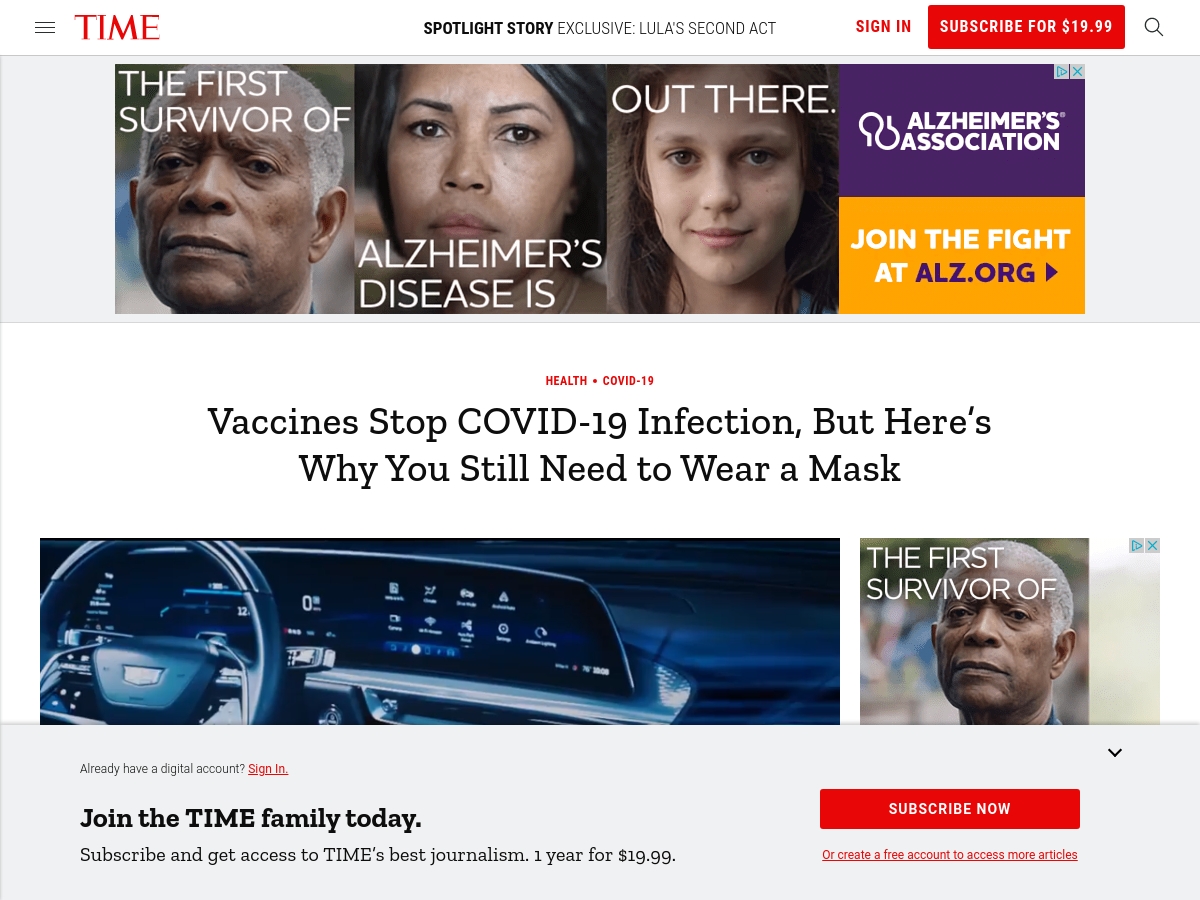 TIME
SPOTLIGHT STORY EXCLUSIVE: LULA'S SECOND ACT
SIGN IN
SUBSCRIBE FOR $19.99
THE FIRST
SURVIVOR OF
ALZHEIMER'S
DISEASE IS
OUT THERE.
ALZHEIMER'S®
ASSOCIATION
JOIN THE FIGHT
AT ALZ.ORG
HEALTH • COVID-19
Vaccines Stop COVID-19 Infection, But Here's
Why You Still Need to Wear a Mask
THE FIRST
SURVIVOR OF
Already have a digital account? Sign In.
Join the TIME family today.
Subscribe and get access to TIME's best journalism. 1 year for $19.99.
SUBSCRIBE NOW
Or create a free account to access more articles